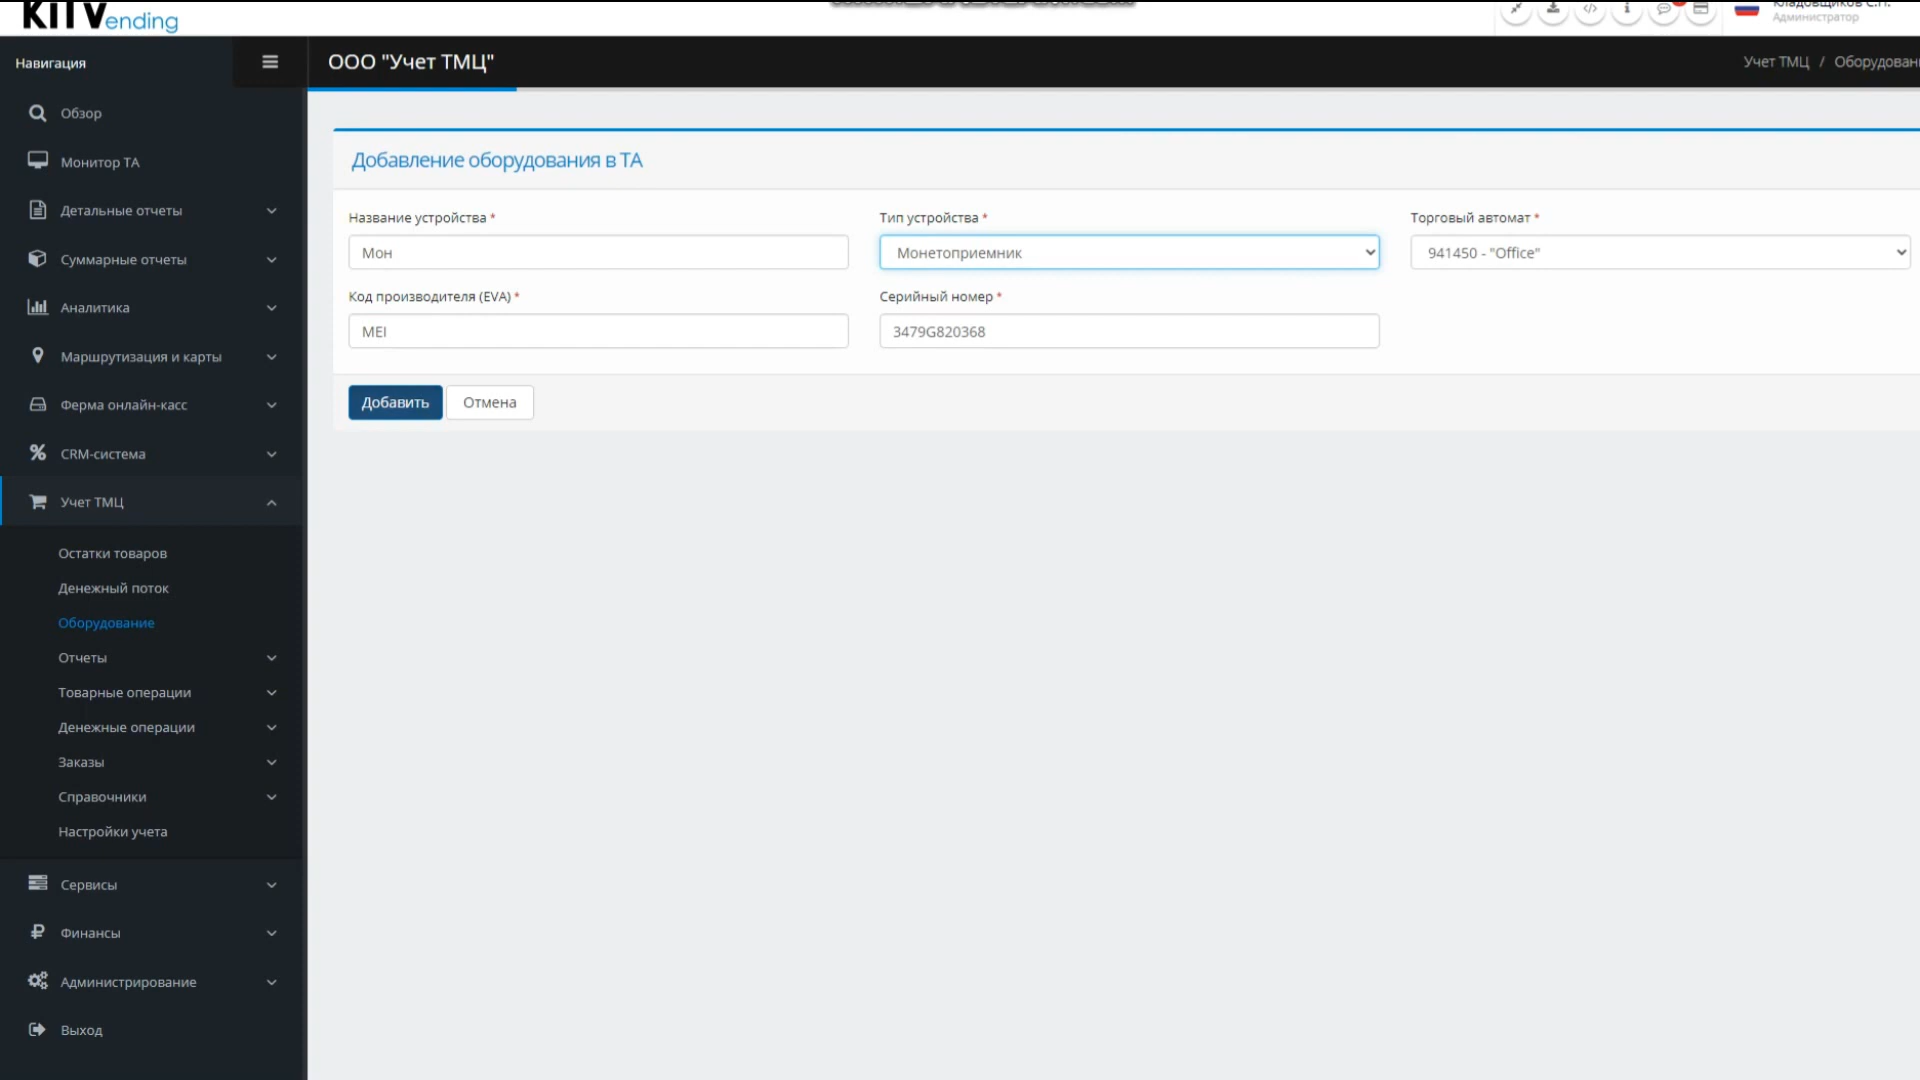 KITVending
Администратор
Навигация
ООО "Учет ТМЦ"
Учет ТМЦ / Оборудован
Обзор
Монитор ТА
Детальные отчеты
Суммарные отчеты
Аналитика
Маршрутизация и карты
Ферма онлайн-касс
CRM-система
Учет ТМЦ
Остатки товаров
Денежный поток
Оборудование
Отчеты
Товарные операции
Денежные операции
Заказы
Справочники
Настройки учета
Сервисы
Финансы
Администрирование
Выход
Добавление оборудования в ТА
Название устройства *
Тип устройства *
Торговый автомат *
Мон
Монетоприемник
941450 - "Office"
Код производителя (EVA) *
Серийный номер *
MEI
3479G820368
Добавить
Отмена